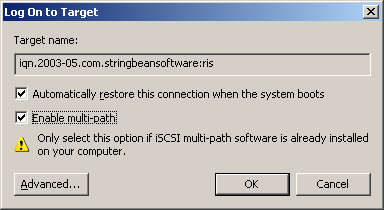 Log On to Target
Target name:
iqn.2003-05.com.stringbeansoftware:ris
Automatically restore this connection when the system boots
Enable multi-path
Only select this option if iSCSI multi-path software is already installed
on your computer.
Advanced...
OK
Cancel